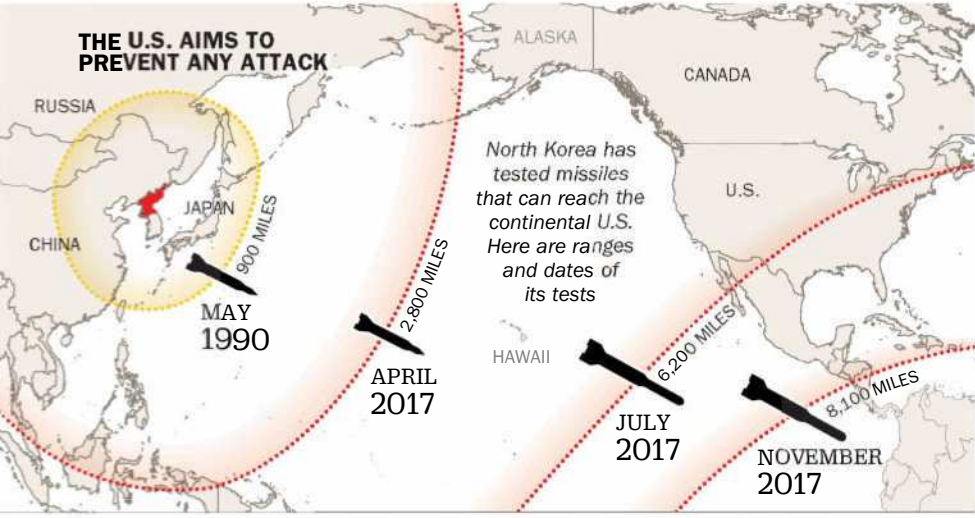 THE U.S. AIMS TO
PREVENT ANY ATTACK
ALASKA
CANADA
RUSSIA
North Korea has
tested missiles
that can reach the
continental U.S.
Here are ranges
and dates of
its tests
U.S.
JAPAN
CHINA
900 MILES
MAY
1990
2,800 MILES
APRIL
2017
HAWAII
6,200 MILES
JULY
2017
8,100 MILES
NOVEMBER
2017